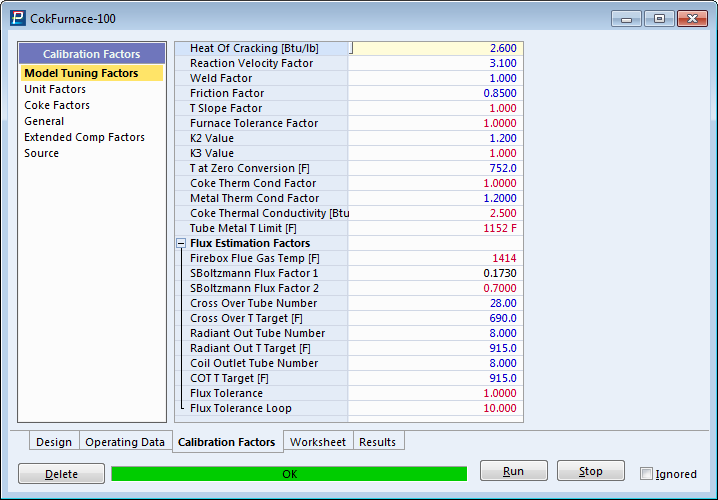 CokFurnace-100
Calibration Factors
Model Tuning Factors
Unit Factors
Coke Factors
General
Extended Comp Factors
Source
Heat Of Cracking [Btu/lb] 2.600
Reaction Velocity Factor 3.100
Weld Factor 1.000
Friction Factor 0.8500
T Slope Factor 1.000
Furnace Tolerance Factor 1.0000
K2 Value 1.200
K3 Value 1.000
T at Zero Conversion [F] 752.0
Coke Therm Cond Factor 1.0000
Metal Therm Cond Factor 1.2000
Coke Thermal Conductivity [Btu 2.500
Tube Metal T Limit [F] 1152 F
Flux Estimation Factors
Firebox Flue Gas Temp [F] 1414
SBoltzmann Flux Factor 1 0.1730
SBoltzmann Flux Factor 2 0.7000
Cross Over Tube Number 28.00
Cross Over T Target [F] 690.0
Radiant Out Tube Number 8.000
Radiant Out T Target [F] 915.0
Coil Outlet Tube Number 8.000
COT T Target [F] 915.0
Flux Tolerance 1.0000
Flux Tolerance Loop 10.000
Design Operating Data Calibration Factors Worksheet Results
Delete OK Run Stop Ignored